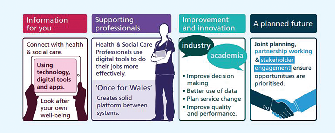 Information
for you
Connect with health
& social care.
Using
technology,
digital tools
and apps.
Look after
your own
well-being
Supporting
professionals
Health & Social Care
Professionals use
digital tools to do
their jobs more
effectively.
'Once for Wales'
Creates solid
platform between
systems.
Improvement
and innovation
industry
academia
• Improve decision
making
• Better use of data
• Plan service change
• Improve quality
and performance.
A planned future
Joint planning,
partnership working
& stakeholder
engagement ensure
opportunities are
prioritised.